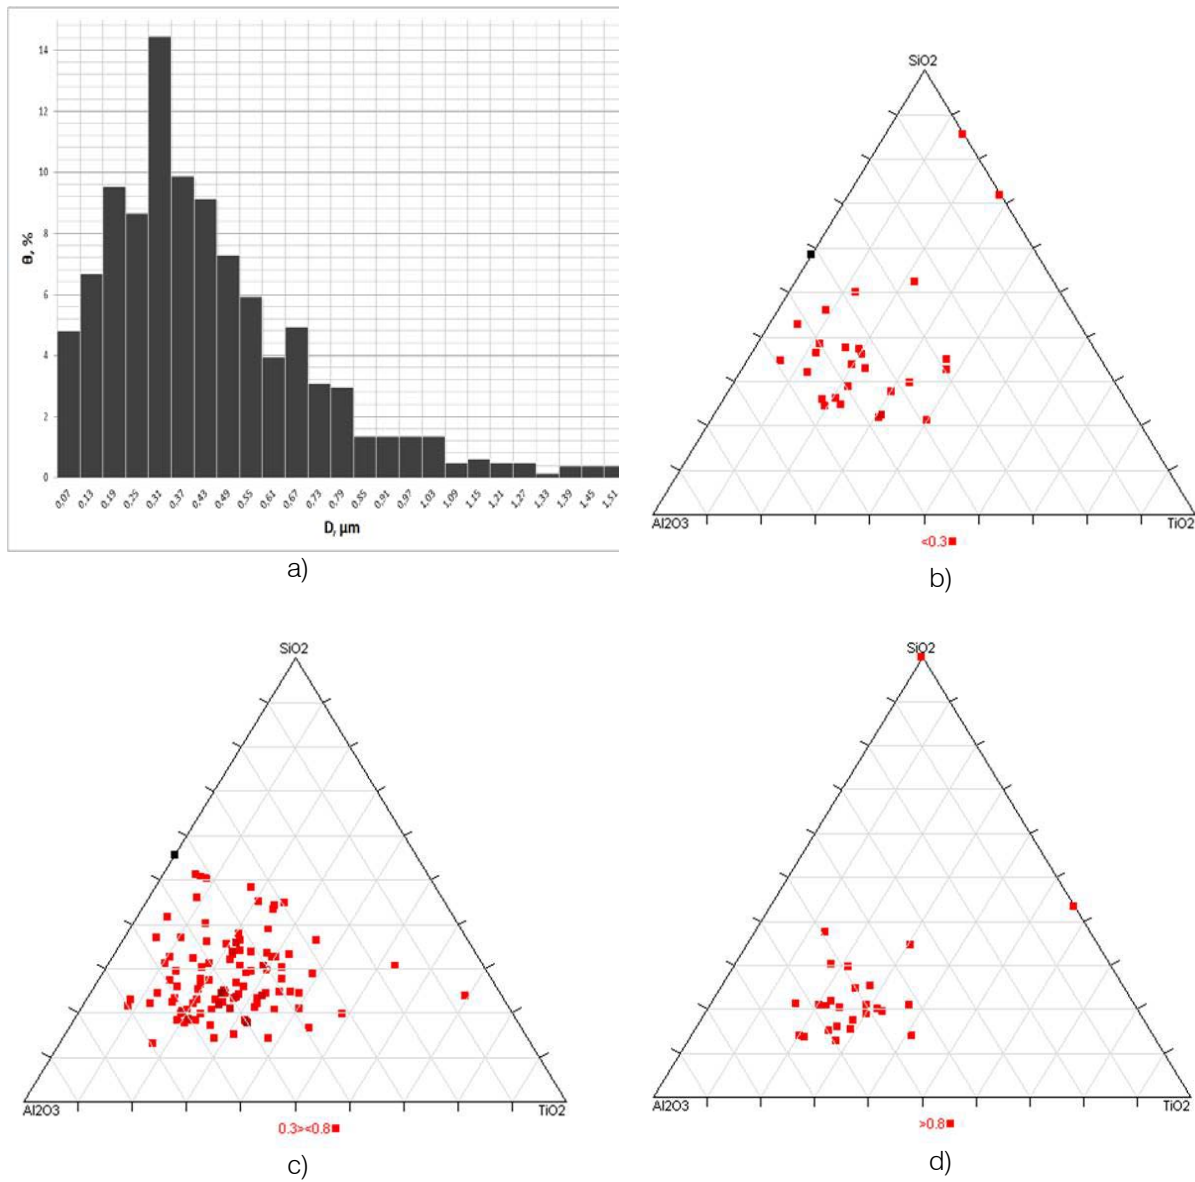 14
12
10
8
6
4
2
0
θ, %
0,07 0,13 0,19 0,25 0,31 0,37 0,43 0,49 0,55 0,61 0,67 0,73 0,79 0,85 0,91 0,97 1,03 1,09 1,15 1,21 1,27 1,33 1,39 1,45 1,51
D, µm
a)
SiO2
Al2O3 TiO2
<0.3
b)
SiO2
Al2O3 TiO2
0.3><0.8
c)
SiO2
Al2O3 TiO2
>0.8
d)